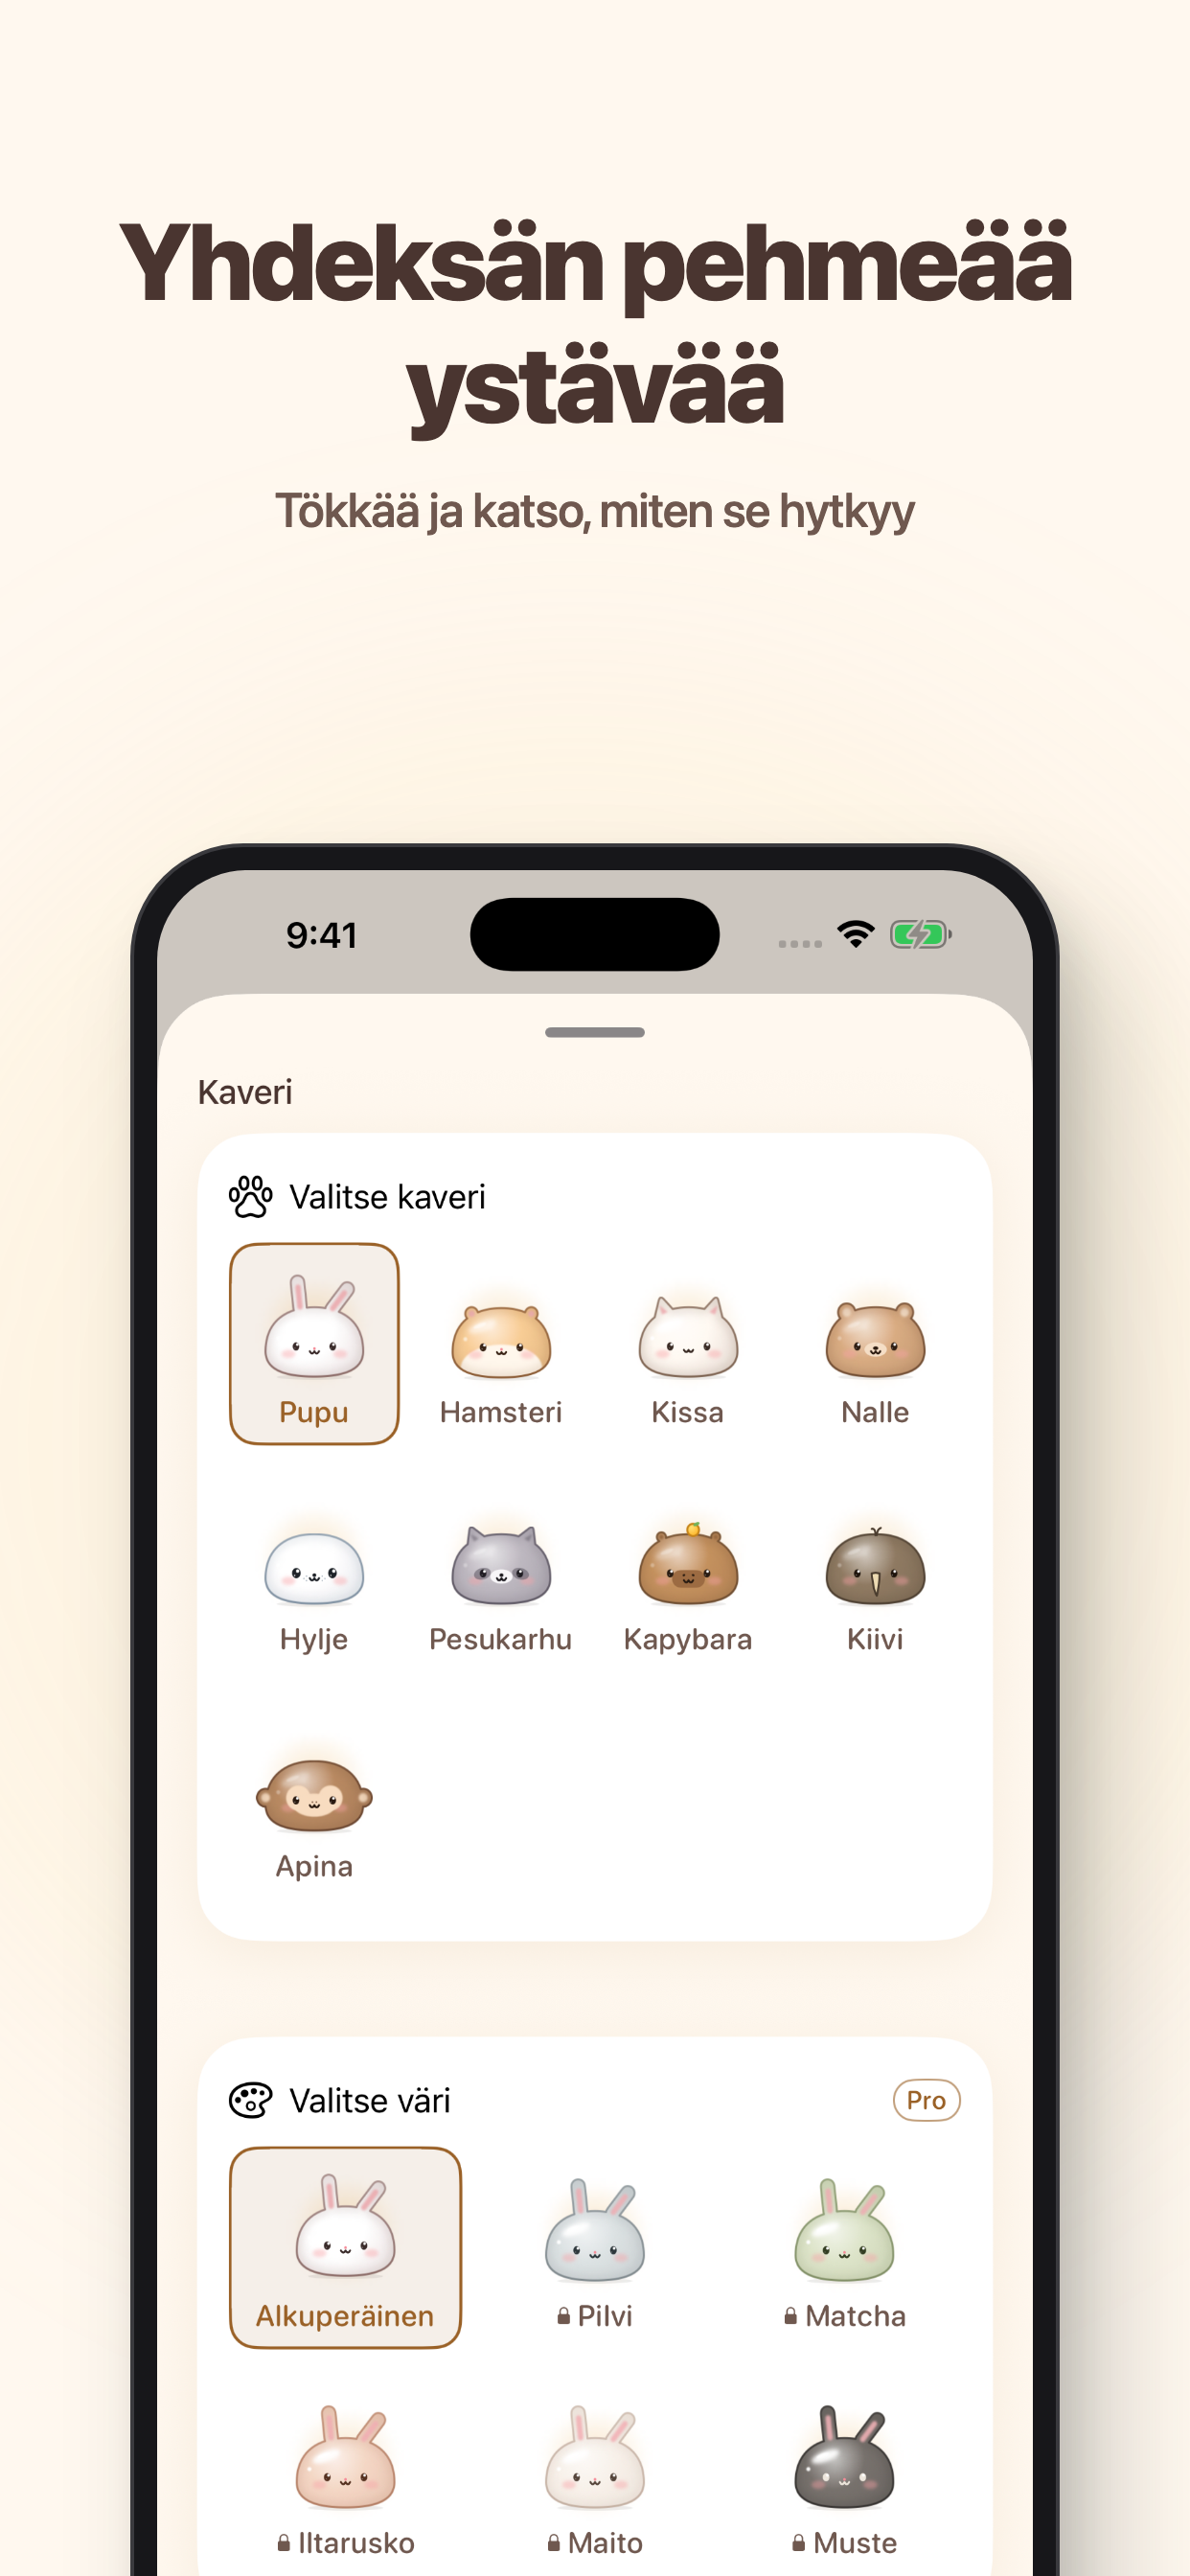 Yhdeksän pehmeää
ystävää
Tökkää ja katso, miten se hytkyy
9:41
Kaveri
Valitse kaveri
Pupu
Hamsteri
Kissa
Nalle
Hylje
Pesukarhu
Kapybara
Kiivi
Apina
Valitse väri
Pro
Alkuperäinen
Pilvi
Matcha
Iltarusko
Maito
Muste